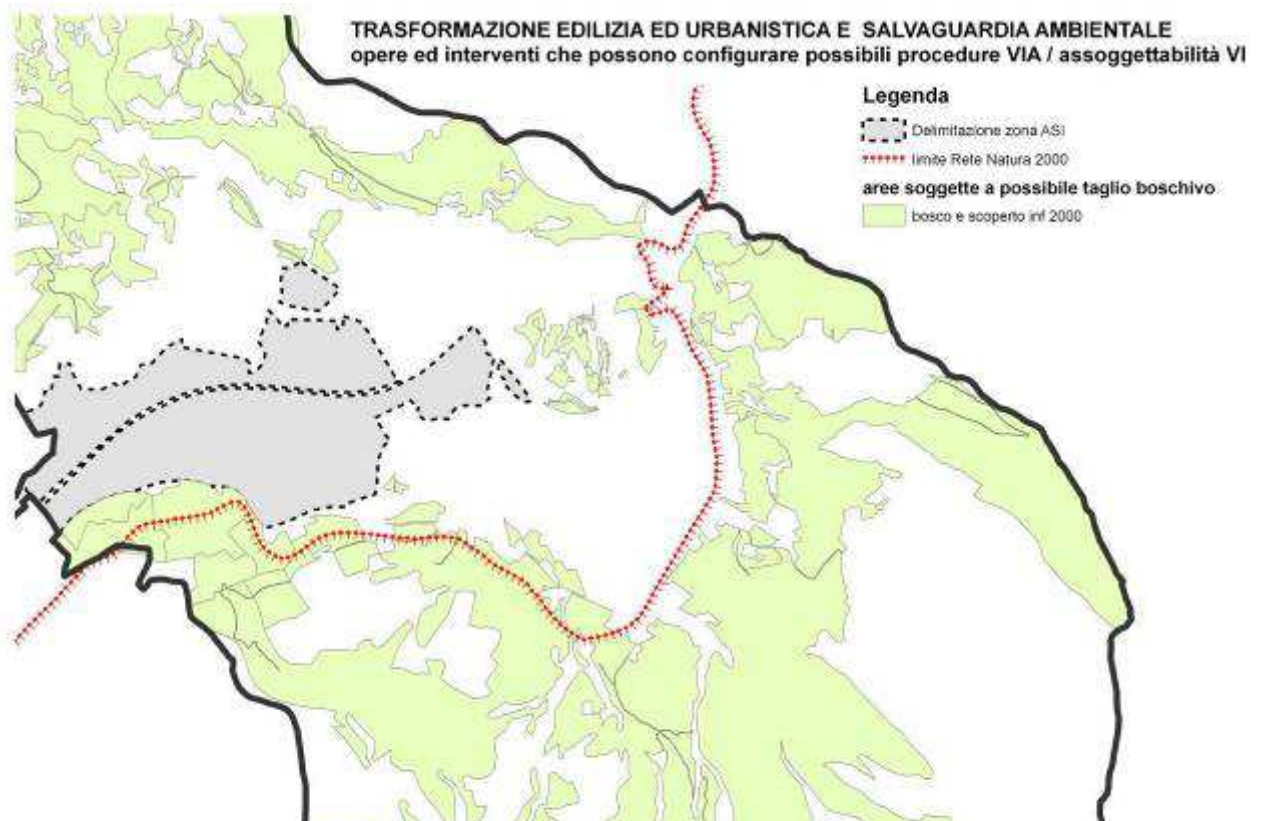 TRASFORMAZIONE EDILIZIA ED URBANISTICA E SALVAGUARDIA AMBIENTALE
opere ed interventi che possono configurare possibili procedure VIA / assoggettabilità VI
Legenda
Delimitazione zona ASI
limite Rete Natura 2000
aree soggette a possibile taglio boschivo
bosco e scoperto inf 2000